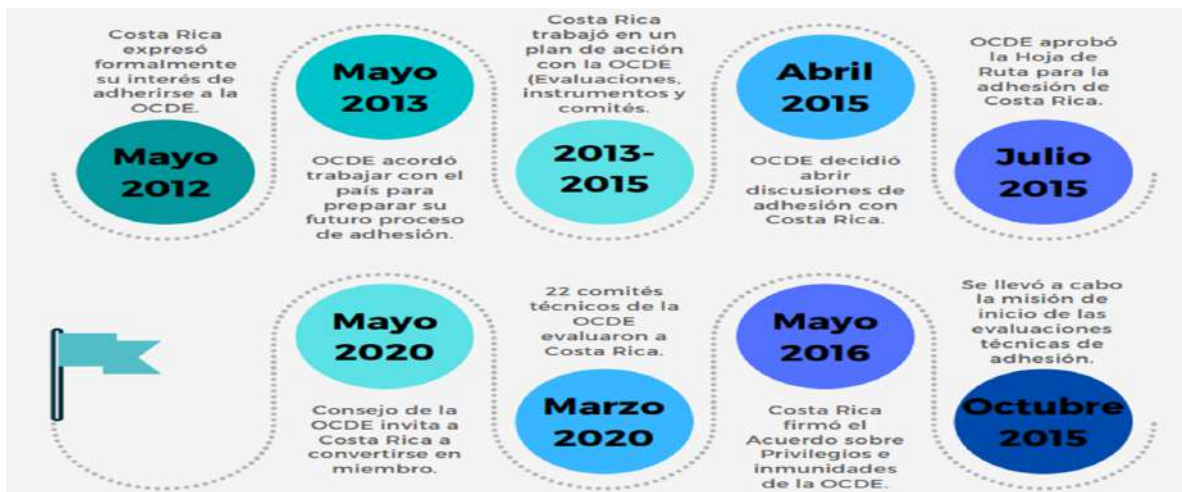 Costa Rica
expresó
formalmente
su interés de
adherirse a la
OCDE.
Mayo
2012
Mayo
2013
OCDE acordó
trabajar con el
país para
preparar su
futuro proceso
de adhesión.
Costa Rica
trabajó en un
plan de acción
con la OCDE
(Evaluaciones,
instrumentos y
comités.
2013-
2015
Abril
2015
OCDE decidió
abrir
discusiones de
adhesión con
Costa Rica.
OCDE aprobó
la Hoja de
Ruta para la
adhesión de
Costa Rica.
Julio
2015
Se llevó a cabo
la misión de
inicio de las
evaluaciones
técnicas de
adhesión.
Octubre
2015
Mayo
2016
Costa Rica
firmó el
Acuerdo sobre
Privilegios e
inmunidades
de la OCDE.
22 comités
técnicos de la
OCDE
evaluaron a
Costa Rica.
Marzo
2020
Mayo
2020
Consejo de la
OCDE invita a
Costa Rica a
convertirse en
miembro.